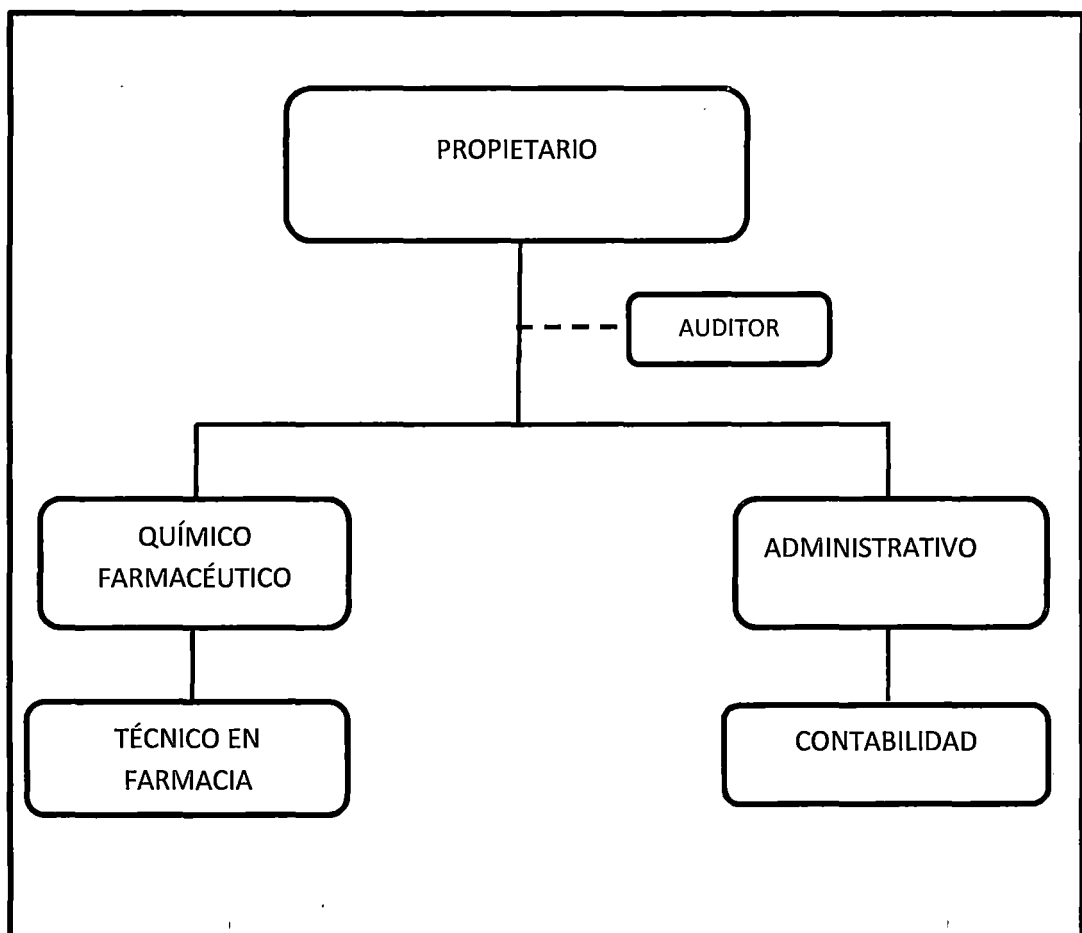 PROPIETARIO
AUDITOR
QUÍMICO
FARMACÉUTICO
ADMINISTRATIVO
TÉCNICO EN
FARMACIA
CONTABILIDAD